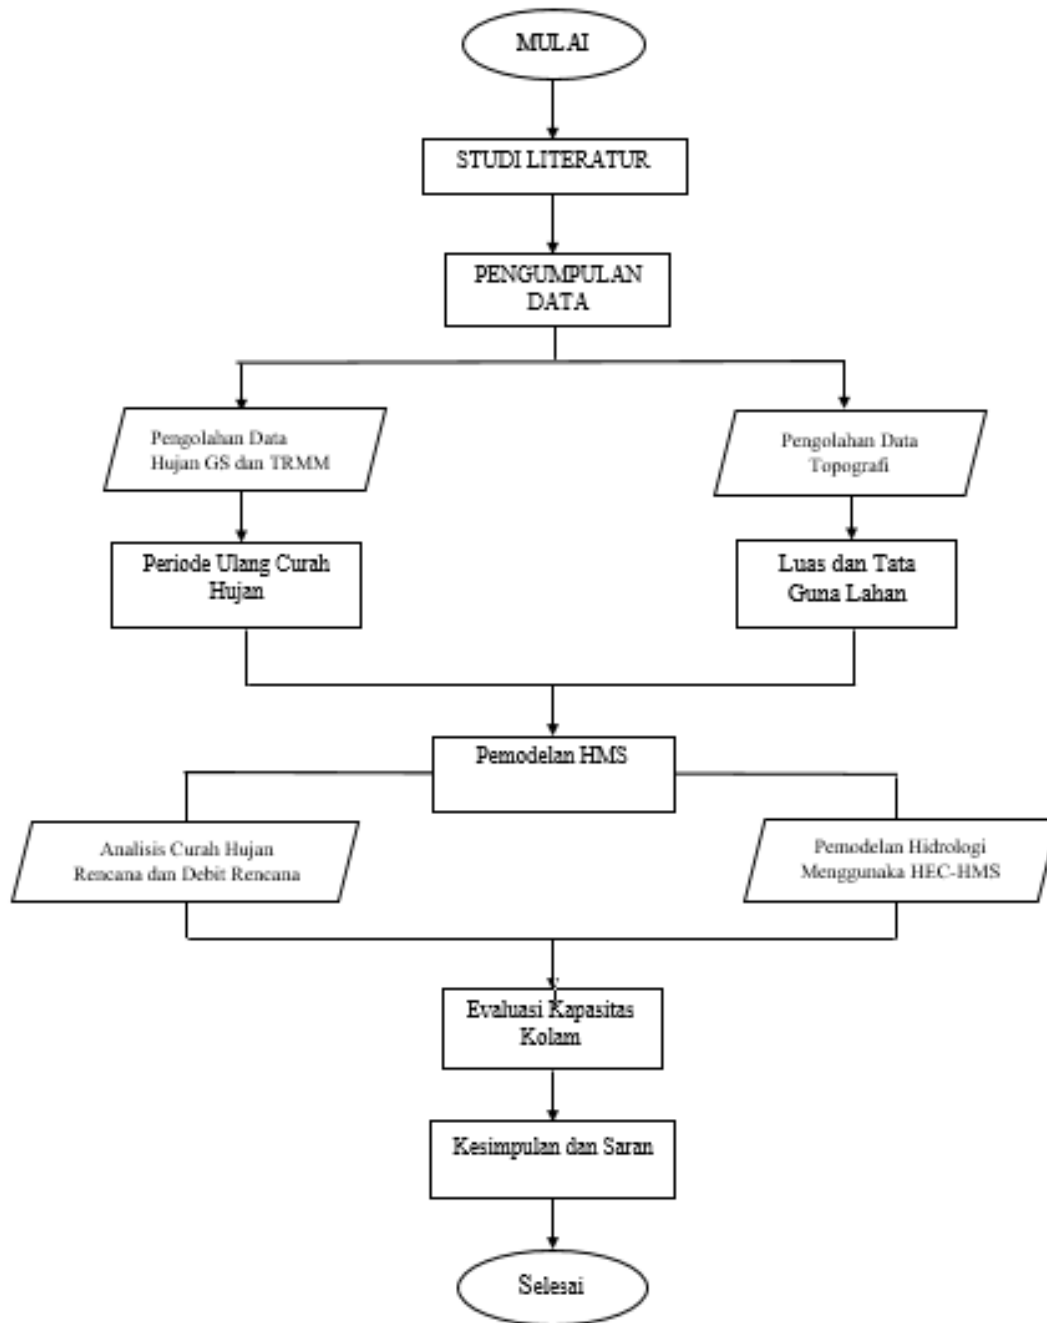 MULAI
STUDI LITERATUR
PENGUMPULAN
DATA
Pengolahan Data
Hujan GS dan TRMM
Pengolahan Data
Topografi
Periode Ulang Curah
Hujan
Luas dan Tata
Guna Lahan
Pemodelan HMS
Analisis Curah Hujan
Rencana dan Debit Rencana
Pemodelan Hidrologi
Menggunaka HEC-HMS
Evaluasi Kapasitas
Kolam
Kesimpulan dan Saran
Selesai